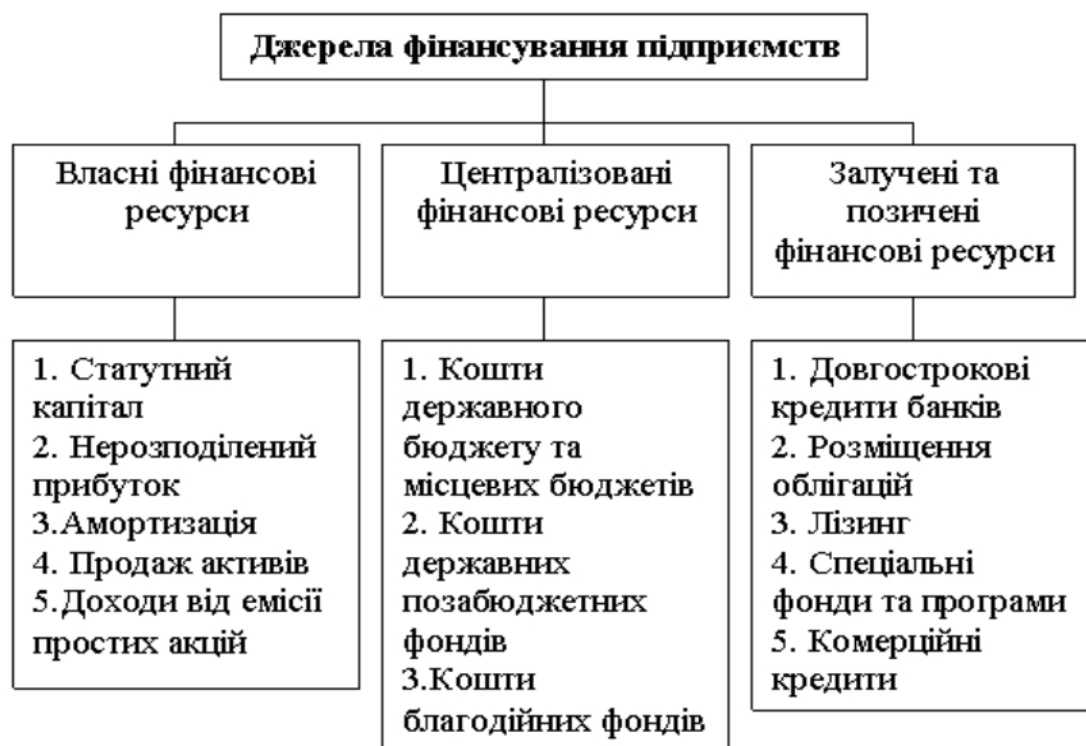 Джерела фінансування підприємств
Власні фінансові
ресурси
Централізовані
фінансові ресурси
Залучені та
позичені
фінансові ресурси
1. Статутний
капітал
2. Нерозподілений
прибуток
3.Амортизація
4. Продаж активів
5.Доходи від емісії
простих акцій
1. Кошти
державного
бюджету та
місцевих бюджетів
2. Кошти
державних
позабюджетних
фондів
3.Кошти
благодійних фондів
1. Довгострокові
кредити банків
2. Розміщення
облігацій
3. Лізинг
4. Спеціальні
фонди та програми
5. Комерційні
кредити